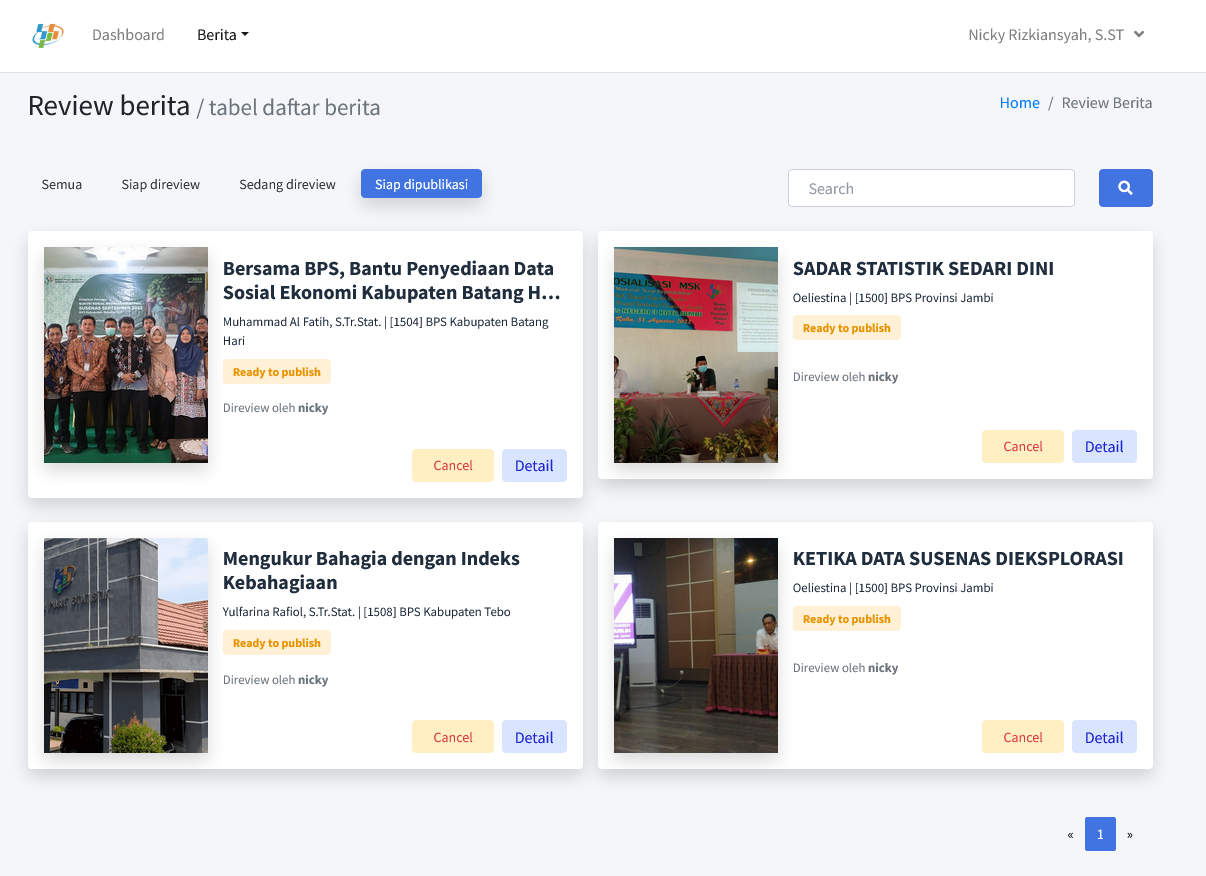 Dashboard
Berita
Nicky Rizkiansyah, S.ST
Review berita / tabel daftar berita
Home / Review Berita
Semua
Siap direview
Sedang direview
Siap dipublikasi
Search
Bersama BPS, Bantu Penyediaan Data
Sosial Ekonomi Kabupaten Batang H...
Muhammad Al Fatih, S.Tr.Stat. | [1504] BPS Kabupaten Batang
Hari
Ready to publish
Direview oleh nicky
Cancel
Detail
SOSIALISASI MSK
SADAR STATISTIK SEDARI DINI
Oeliestina | [1500] BPS Provinsi Jambi
Ready to publish
Direview oleh nicky
Cancel
Detail
Mengukur Bahagia dengan Indeks
Kebahagiaan
Yulfarina Rafiol, S.Tr.Stat. | [1508] BPS Kabupaten Tebo
Ready to publish
Direview oleh nicky
Cancel
Detail
KETIKA DATA SUSENAS DIEKSPLORASI
Oeliestina | [1500] BPS Provinsi Jambi
Ready to publish
Direview oleh nicky
Cancel
Detail
« 1 »